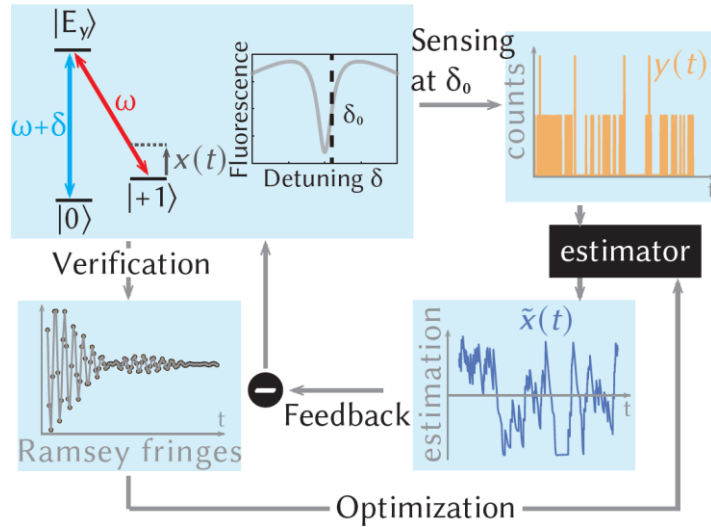 |E_y⟩
ω+δ
ω
x(t)
|0⟩
|+1⟩
Fluorescence
δ₀
Detuning δ
Sensing
at δ₀
counts
y(t)
t
estimator
Verification
t
Ramsey fringes
−
Feedback
estimation
x̃(t)
t
Optimization